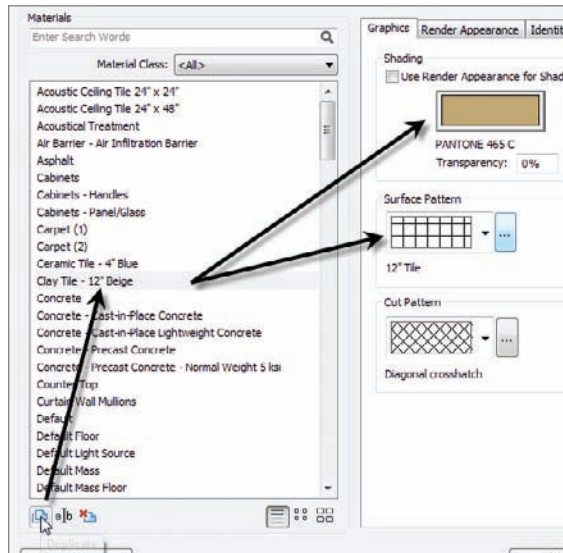 Materials
Enter Search Words
Material Class: <All>
Acoustic Ceiling Tile 24" x 24"
Acoustic Ceiling Tile 24" x 48"
Acoustical Treatment
Air Barrier - Air Infiltration Barrier
Asphalt
Cabinets
Cabinets - Handles
Cabinets - Panel/Glass
Carpet (1)
Carpet (2)
Ceramic Tile - 4" Blue
Clay Tile - 12" Beige
Concrete
Concrete - Cast-in-Place Concrete
Concrete - Cast-in-Place Lightweight Concrete
Concrete - Precast Concrete
Concrete - Precast Concrete - Normal Weight 5 ksi
Counter Top
Curtain Wall Mullions
Default
Default Floor
Default Light Source
Default Mass
Default Mass Floor
a b
Duplicate
Graphics Render Appearance Identit
Shading
Use Render Appearance for Shad
PANTONE 465 C
Transparency: 0%
Surface Pattern
...
12" Tile
Cut Pattern
...
Diagonal crosshatch